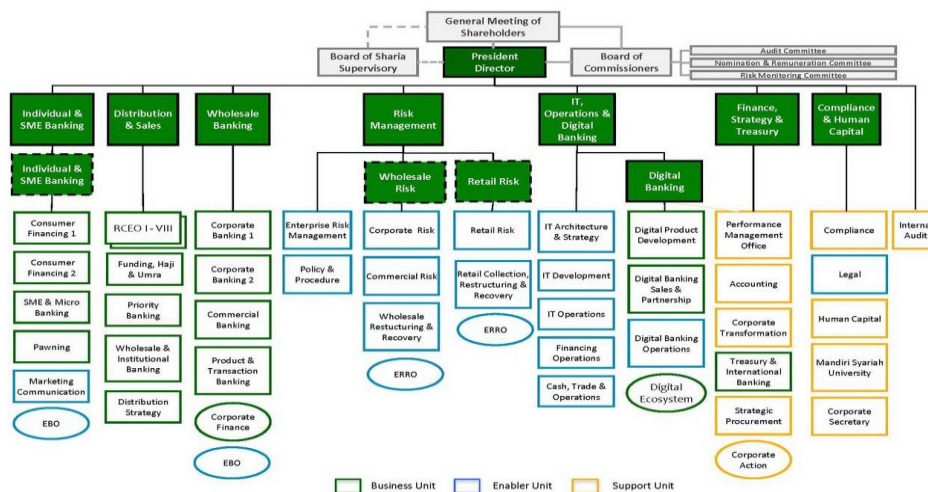 General Meeting of
Shareholders
Board of Sharia
Supervisory
President
Director
Board of
Commissioners
Audit Committee
Nomination & Remuneration Committee
Risk Monitoring Committee
Individual &
SME Banking
Distribution
& Sales
Wholesale
Banking
Risk
Management
IT,
Operations &
Digital
Banking
Finance,
Strategy &
Treasury
Compliance
& Human
Capital
Individual &
SME Banking
Wholesale
Risk
Retail Risk
Digital
Banking
Consumer
Financing 1
Consumer
Financing 2
SME & Micro
Banking
Pawning
Marketing
Communication
EBO
RCEO I - VIII
Funding, Haji
& Umra
Priority
Banking
Wholesale &
Institutional
Banking
Distribution
Strategy
Corporate
Banking 1
Corporate
Banking 2
Commercial
Banking
Product &
Transaction
Banking
Corporate
Finance
EBO
Enterprise Risk
Management
Policy &
Procedure
Corporate Risk
Commercial Risk
Wholesale
Restucturing &
Recovery
ERRO
Retail Risk
Retail Collection,
Restructuring &
Recovery
ERRO
IT Architecture
& Strategy
IT Development
IT Operations
Financing
Operations
Cash, Trade &
Operations
Digital Product
Development
Digital Banking
Sales &
Partnership
Digital Banking
Operations
Digital
Ecosystem
Performance
Management
Office
Accounting
Corporate
Transformation
Treasury &
International
Banking
Strategic
Procurement
Corporate
Action
Compliance
Legal
Human Capital
Mandiri Syariah
University
Corporate
Secretary
Interna
Audit
Business Unit
Enabler Unit
Support Unit